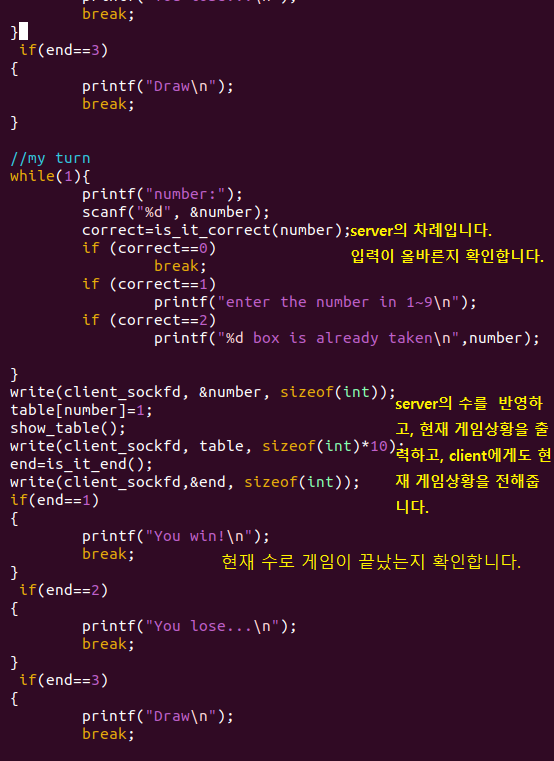 printf("You lose...\n");
break;
}
if(end==3)
{
printf("Draw\n");
break;
}
//my turn
while(1){
printf("number:");
scanf("%d", &number);
correct=is_it_correct(number);
server의 차례입니다.
입력이 올바른지 확인합니다.
if (correct==0)
break;
if (correct==1)
printf("enter the number in 1~9\n");
if (correct==2)
printf("%d box is already taken\n",number);
}
write(client_sockfd, &number, sizeof(int));
table[number]=1;
show_table();
write(client_sockfd, table, sizeof(int)*10);
end=is_it_end();
write(client_sockfd,&end, sizeof(int));
server의 수를 반영하
고, 현재 게임상황을 출
력하고, client에게도 현
재 게임상황을 전해줍
니다.
if(end==1)
{
printf("You win!\n");
break;
}
현재 수로 게임이 끝났는지 확인합니다.
if(end==2)
{
printf("You lose...\n");
break;
}
if(end==3)
{
printf("Draw\n");
break;